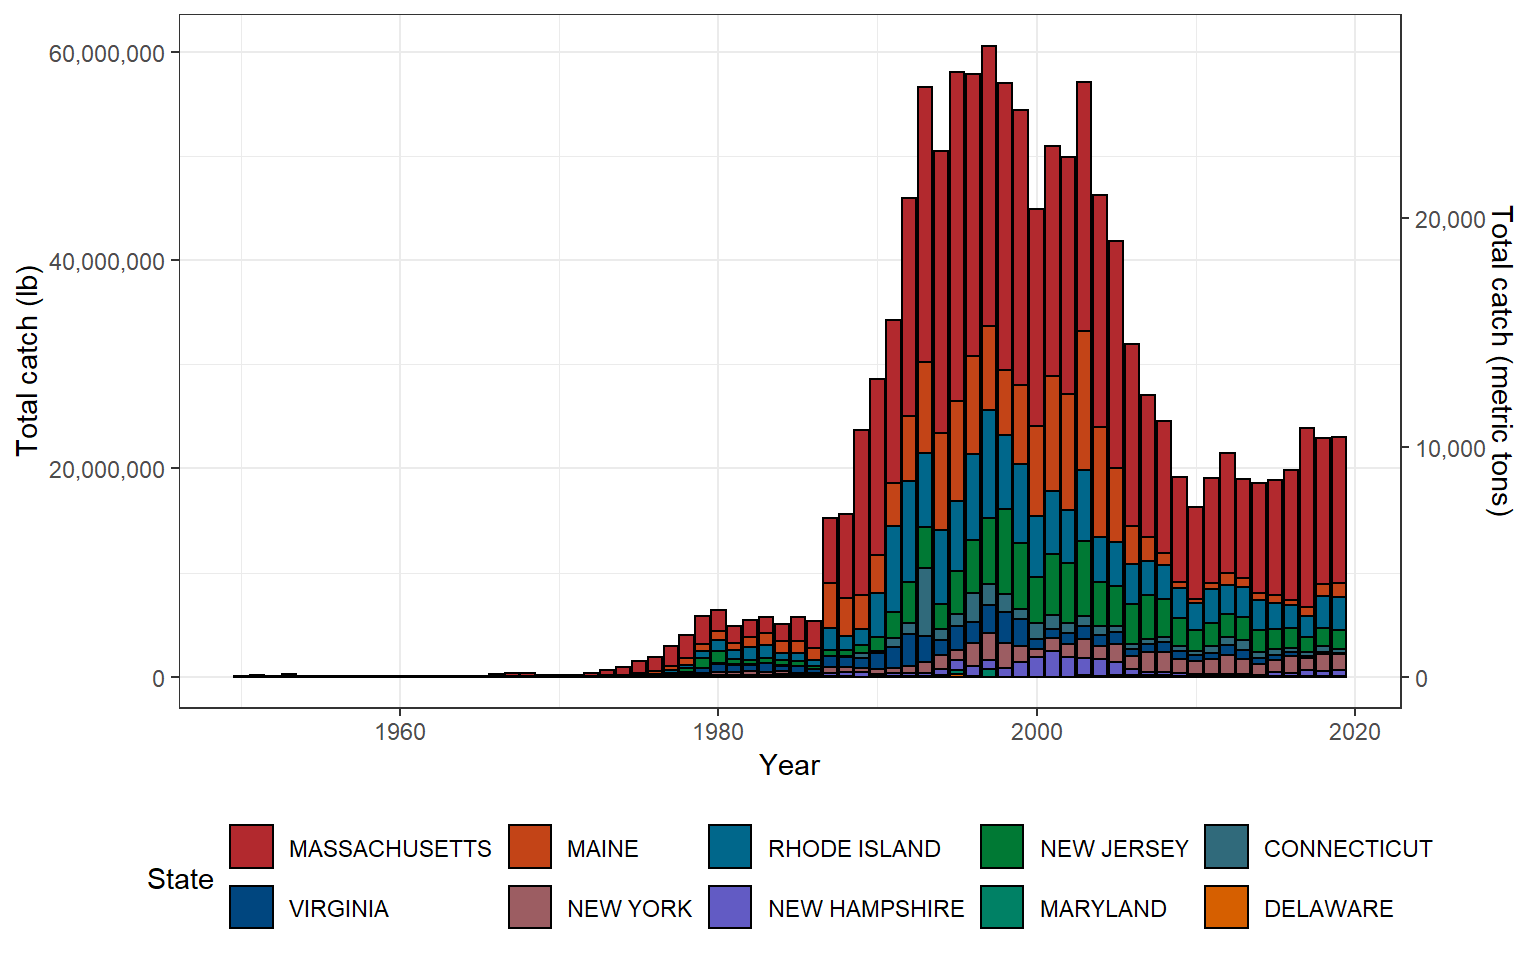 60,000,000
40,000,000
20,000,000
0
Total catch (lb)
20,000
10,000
0
Total catch (metric tons)
1960 1980 2000 2020
Year
State
MASSACHUSETTS MAINE RHODE ISLAND NEW JERSEY CONNECTICUT
VIRGINIA NEW YORK NEW HAMPSHIRE MARYLAND DELAWARE